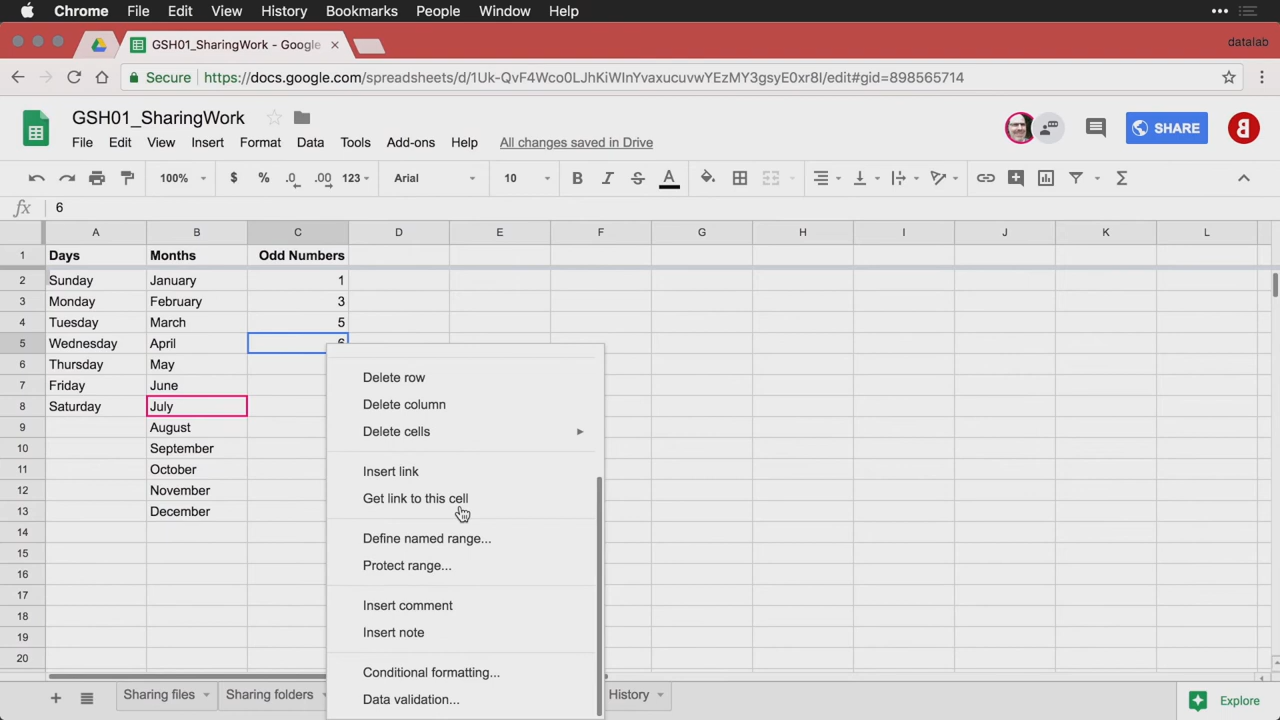 Chrome File Edit View History Bookmarks People Window Help
GSH01_SharingWork - Google
datalab
Secure https://docs.google.com/spreadsheets/d/1Uk-QvF4Wco0LJhKiWInYvaxucuvwYEzMY3gsyE0xr8I/edit#gid=898565714
GSH01_SharingWork
SHARE
File Edit View Insert Format Data Tools Add-ons Help All changes saved in Drive
100% $ % .0 .00 123 Arial 10 B I S A Σ
fx 6
A B C D E F G H I J K L
1 Days Months Odd Numbers
2 Sunday January 1
3 Monday February 3
4 Tuesday March 5
5 Wednesday April 6
6 Thursday May
7 Friday June
8 Saturday July
9 August
10 September
11 October
12 November
13 December
14
15
16
17
18
19
20
Delete row
Delete column
Delete cells
Insert link
Get link to this cell
Define named range...
Protect range...
Insert comment
Insert note
Conditional formatting...
Data validation...
Sharing files Sharing folders History Explore